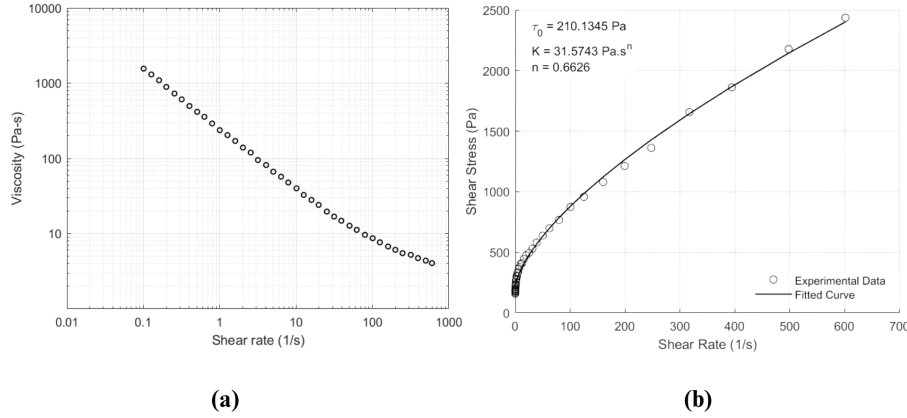 10000
1000
100
10
Viscosity (Pa-s)
0.01 0.1 1 10 100 1000
Shear rate (1/s)
(a)
2500
2000
1500
1000
500
0
Shear Stress (Pa)
τ0 = 210.1345 Pa
K = 31.5743 Pa.s^n
n = 0.6626
Experimental Data
Fitted Curve
0 100 200 300 400 500 600 700
Shear Rate (1/s)
(b)